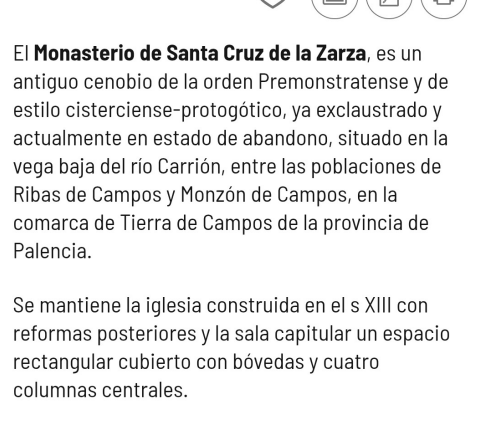 El Monasterio de Santa Cruz de la Zarza, es un
antiguo cenobio de la orden Premonstratense y de
estilo cisterciense-protogótico, ya exclaustrado y
actualmente en estado de abandono, situado en la
vega baja del río Carrión, entre las poblaciones de
Ribas de Campos y Monzón de Campos, en la
comarca de Tierra de Campos de la provincia de
Palencia.
Se mantiene la iglesia construida en el s XIII con
reformas posteriores y la sala capitular un espacio
rectangular cubierto con bóvedas y cuatro
columnas centrales.